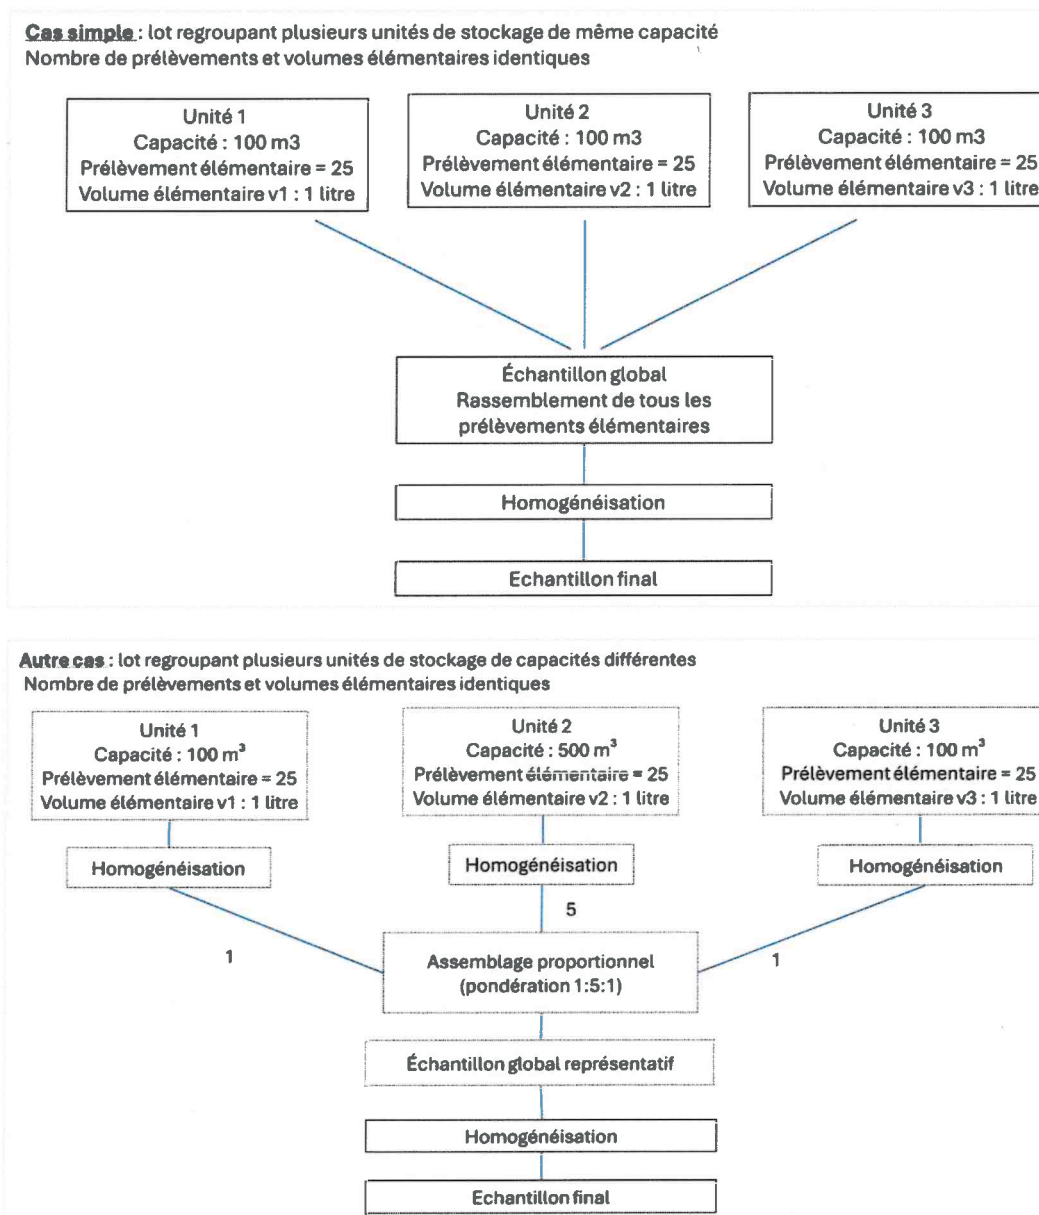 Cas simple : lot regroupant plusieurs unités de stockage de même capacité
Nombre de prélèvements et volumes élémentaires identiques
Unité 1
Capacité : 100 m3
Prélèvement élémentaire = 25
Volume élémentaire v1 : 1 litre
Unité 2
Capacité : 100 m3
Prélèvement élémentaire = 25
Volume élémentaire v2 : 1 litre
Unité 3
Capacité : 100 m3
Prélèvement élémentaire = 25
Volume élémentaire v3 : 1 litre
Échantillon global
Rassemblement de tous les
prélèvements élémentaires
Homogénéisation
Echantillon final
Autre cas : lot regroupant plusieurs unités de stockage de capacités différentes
Nombre de prélèvements et volumes élémentaires identiques
Unité 1
Capacité : 100 m³
Prélèvement élémentaire = 25
Volume élémentaire v1 : 1 litre
Unité 2
Capacité : 500 m³
Prélèvement élémentaire = 25
Volume élémentaire v2 : 1 litre
Unité 3
Capacité : 100 m³
Prélèvement élémentaire = 25
Volume élémentaire v3 : 1 litre
Homogénéisation
Homogénéisation
Homogénéisation
1
5
1
Assemblage proportionnel
(pondération 1:5:1)
Échantillon global représentatif
Homogénéisation
Echantillon final